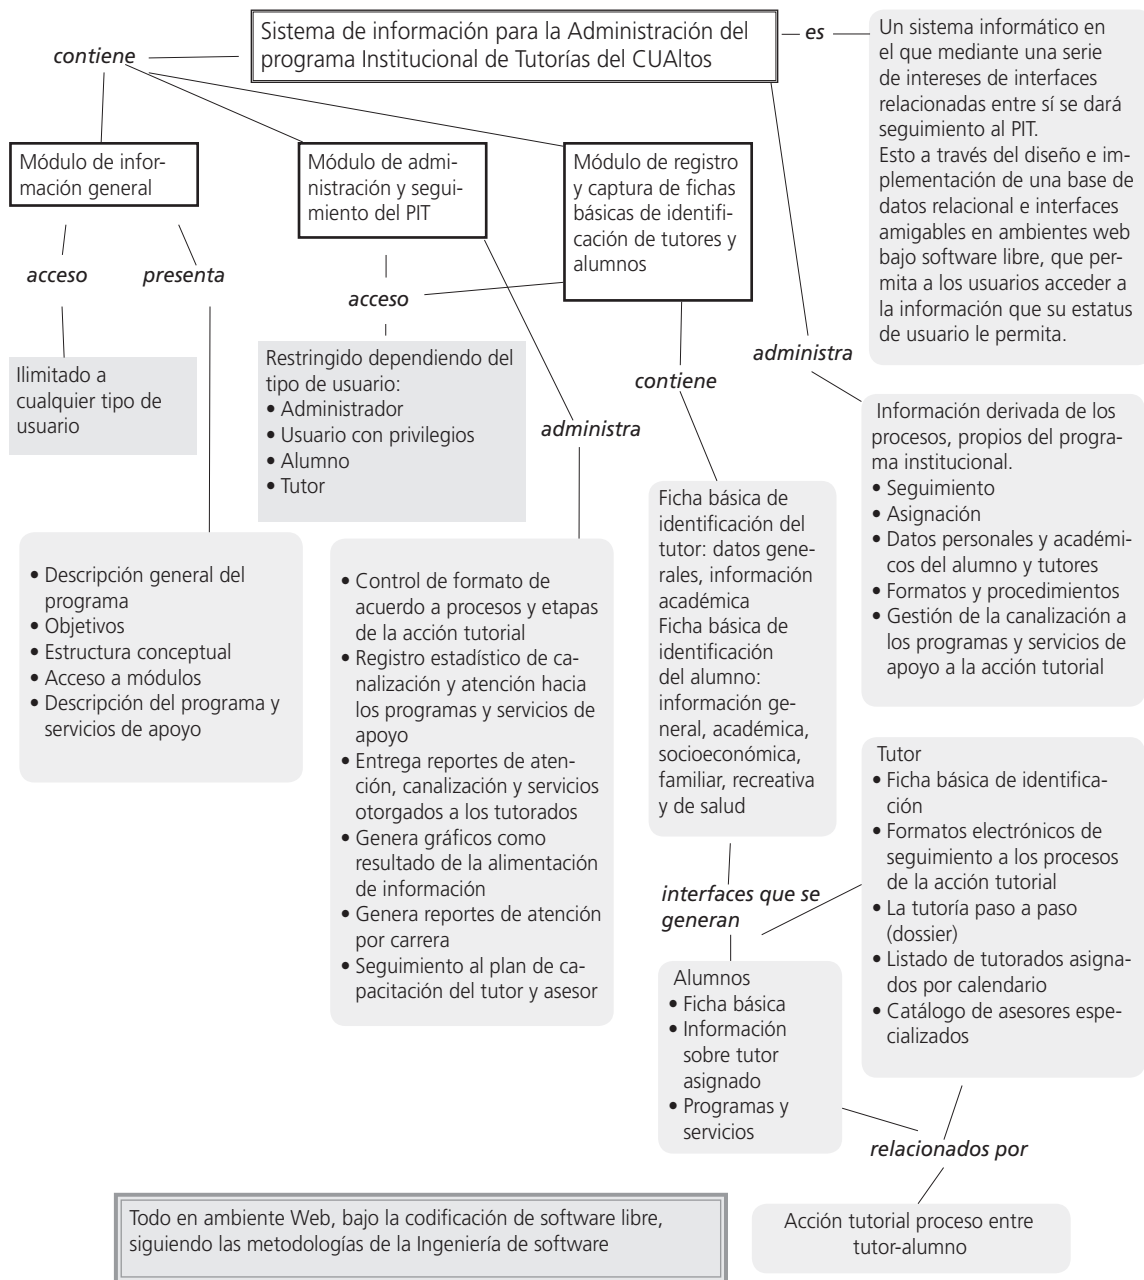 Sistema de información para la Administración del
programa Institucional de Tutorías del CUAltos
es
Un sistema informático en
el que mediante una serie
de intereses de interfaces
relacionadas entre sí se dará
seguimiento al PIT.
Esto a través del diseño e im-
plementación de una base de
datos relacional e interfaces
amigables en ambientes web
bajo software libre, que per-
mita a los usuarios acceder a
la información que su estatus
de usuario le permita.
contiene
Módulo de infor-
mación general
Módulo de admi-
nistración y segui-
miento del PIT
Módulo de registro
y captura de fichas
básicas de identifi-
cación de tutores y
alumnos
acceso
presenta
acceso
Ilimitado a
cualquier tipo de
usuario
Restringido dependiendo del
tipo de usuario:
• Administrador
• Usuario con privilegios
• Alumno
• Tutor
administra
contiene
administra
Información derivada de los
procesos, propios del progra-
ma institucional.
• Seguimiento
• Asignación
• Datos personales y académi-
cos del alumno y tutores
• Formatos y procedimientos
• Gestión de la canalización a
los programas y servicios de
apoyo a la acción tutorial
• Descripción general del
programa
• Objetivos
• Estructura conceptual
• Acceso a módulos
• Descripción del programa y
servicios de apoyo
• Control de formato de
acuerdo a procesos y etapas
de la acción tutorial
• Registro estadístico de ca-
nalización y atención hacia
los programas y servicios de
apoyo
• Entrega reportes de aten-
ción, canalización y servicios
otorgados a los tutorados
• Genera gráficos como
resultado de la alimentación
de información
• Genera reportes de atención
por carrera
• Seguimiento al plan de ca-
pacitación del tutor y asesor
Ficha básica de
identificación del
tutor: datos gene-
rales, información
académica
Ficha básica de
identificación
del alumno:
información ge-
neral, académica,
socioeconómica,
familiar, recreativa
y de salud
interfaces que se
generan
Tutor
• Ficha básica de identifica-
ción
• Formatos electrónicos de
seguimiento a los procesos
de la acción tutorial
• La tutoría paso a paso
(dossier)
• Listado de tutorados asigna-
dos por calendario
• Catálogo de asesores espe-
cializados
Alumnos
• Ficha básica
• Información
sobre tutor
asignado
• Programas y
servicios
relacionados por
Acción tutorial proceso entre
tutor-alumno
Todo en ambiente Web, bajo la codificación de software libre,
siguiendo las metodologías de la Ingeniería de software